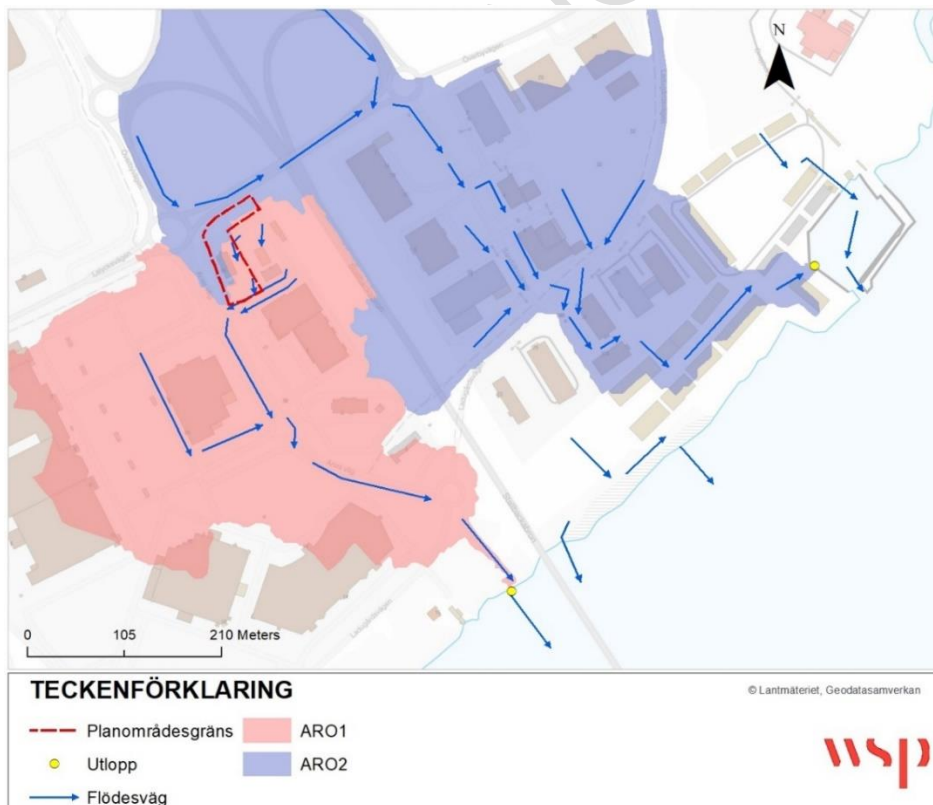 N
0 105 210 Meters
TECKENFÖRKLARING
© Lantmäteriet, Geodatasamverkan
Planområdesgräns
ARO1
Utlopp
ARO2
Flödesväg
wsp